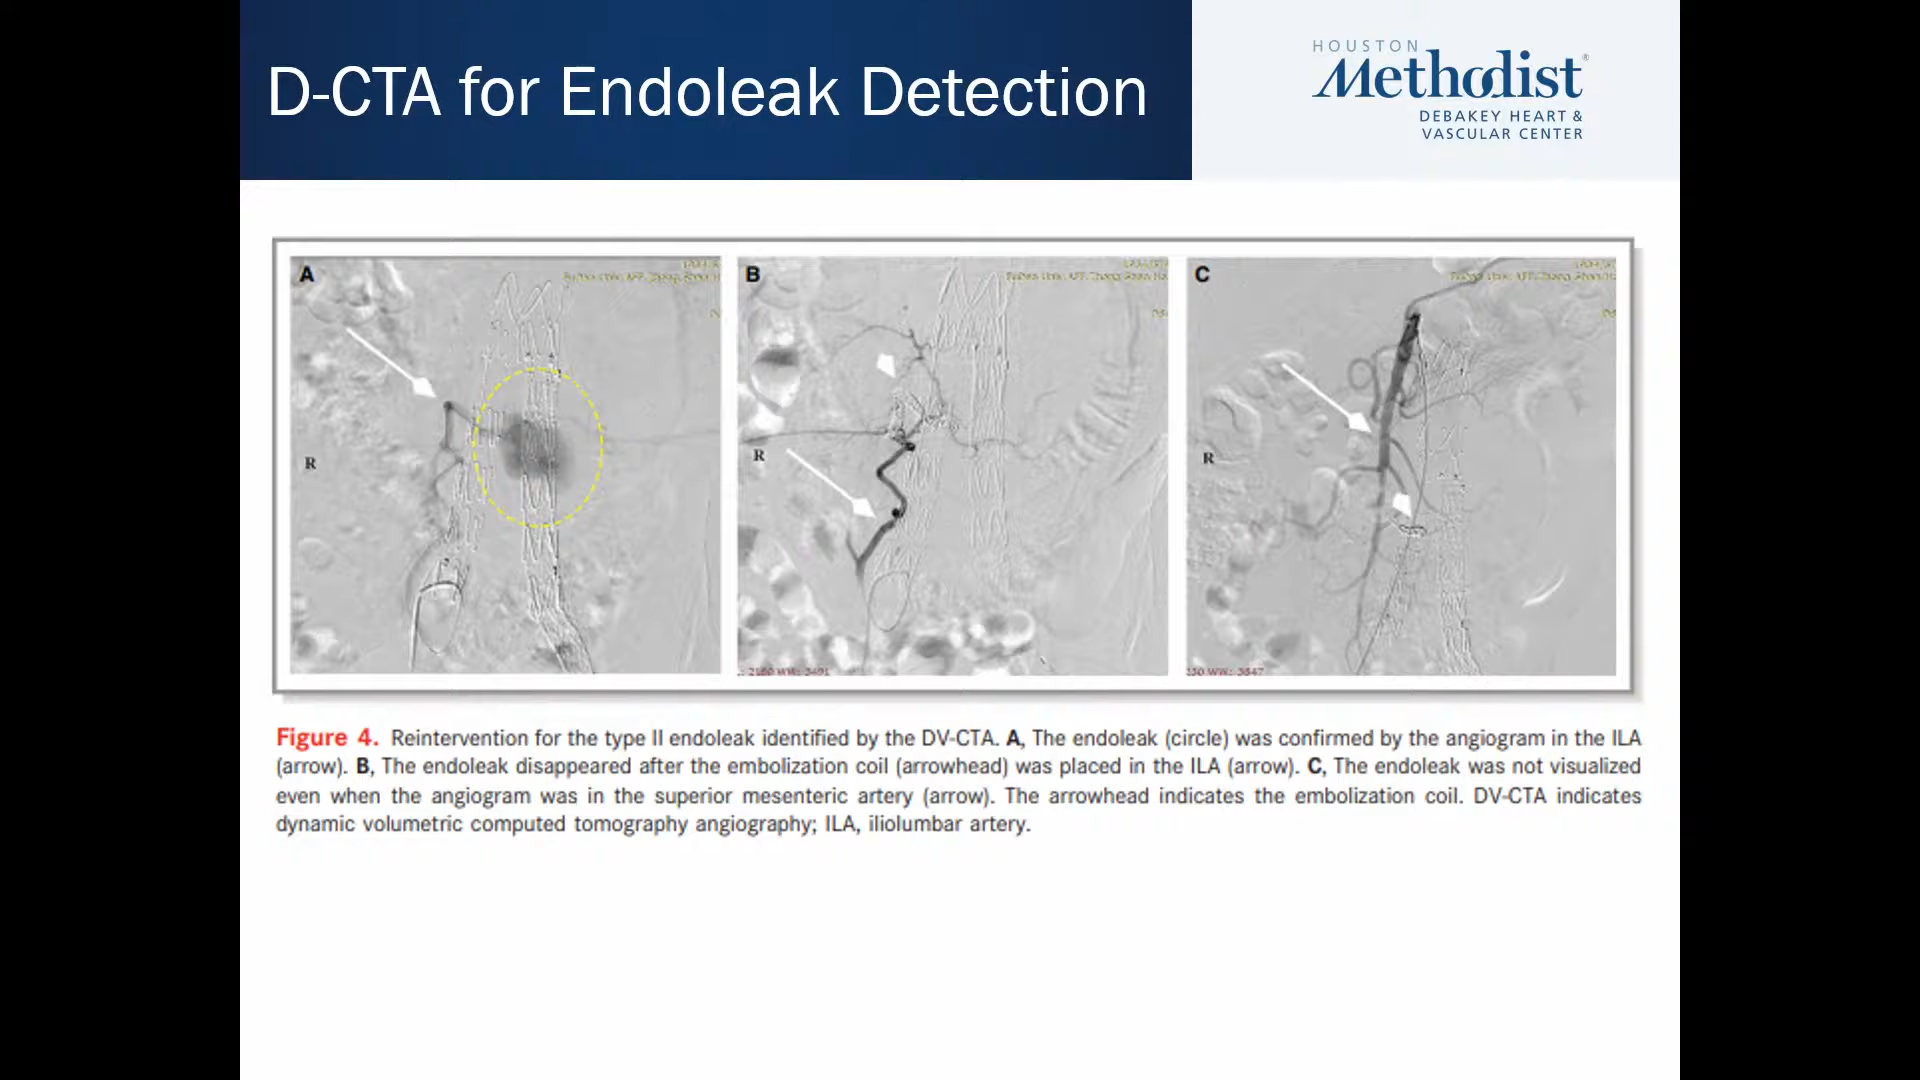 D-CTA for Endoleak Detection
HOUSTON
Methodist®
DEBAKEY HEART &
VASCULAR CENTER
A
B
C
R
R
R
Figure 4. Reintervention for the type II endoleak identified by the DV-CTA. A, The endoleak (circle) was confirmed by the angiogram in the ILA
(arrow). B, The endoleak disappeared after the embolization coil (arrowhead) was placed in the ILA (arrow). C, The endoleak was not visualized
even when the angiogram was in the superior mesenteric artery (arrow). The arrowhead indicates the embolization coil. DV-CTA indicates
dynamic volumetric computed tomography angiography; ILA, iliolumbar artery.